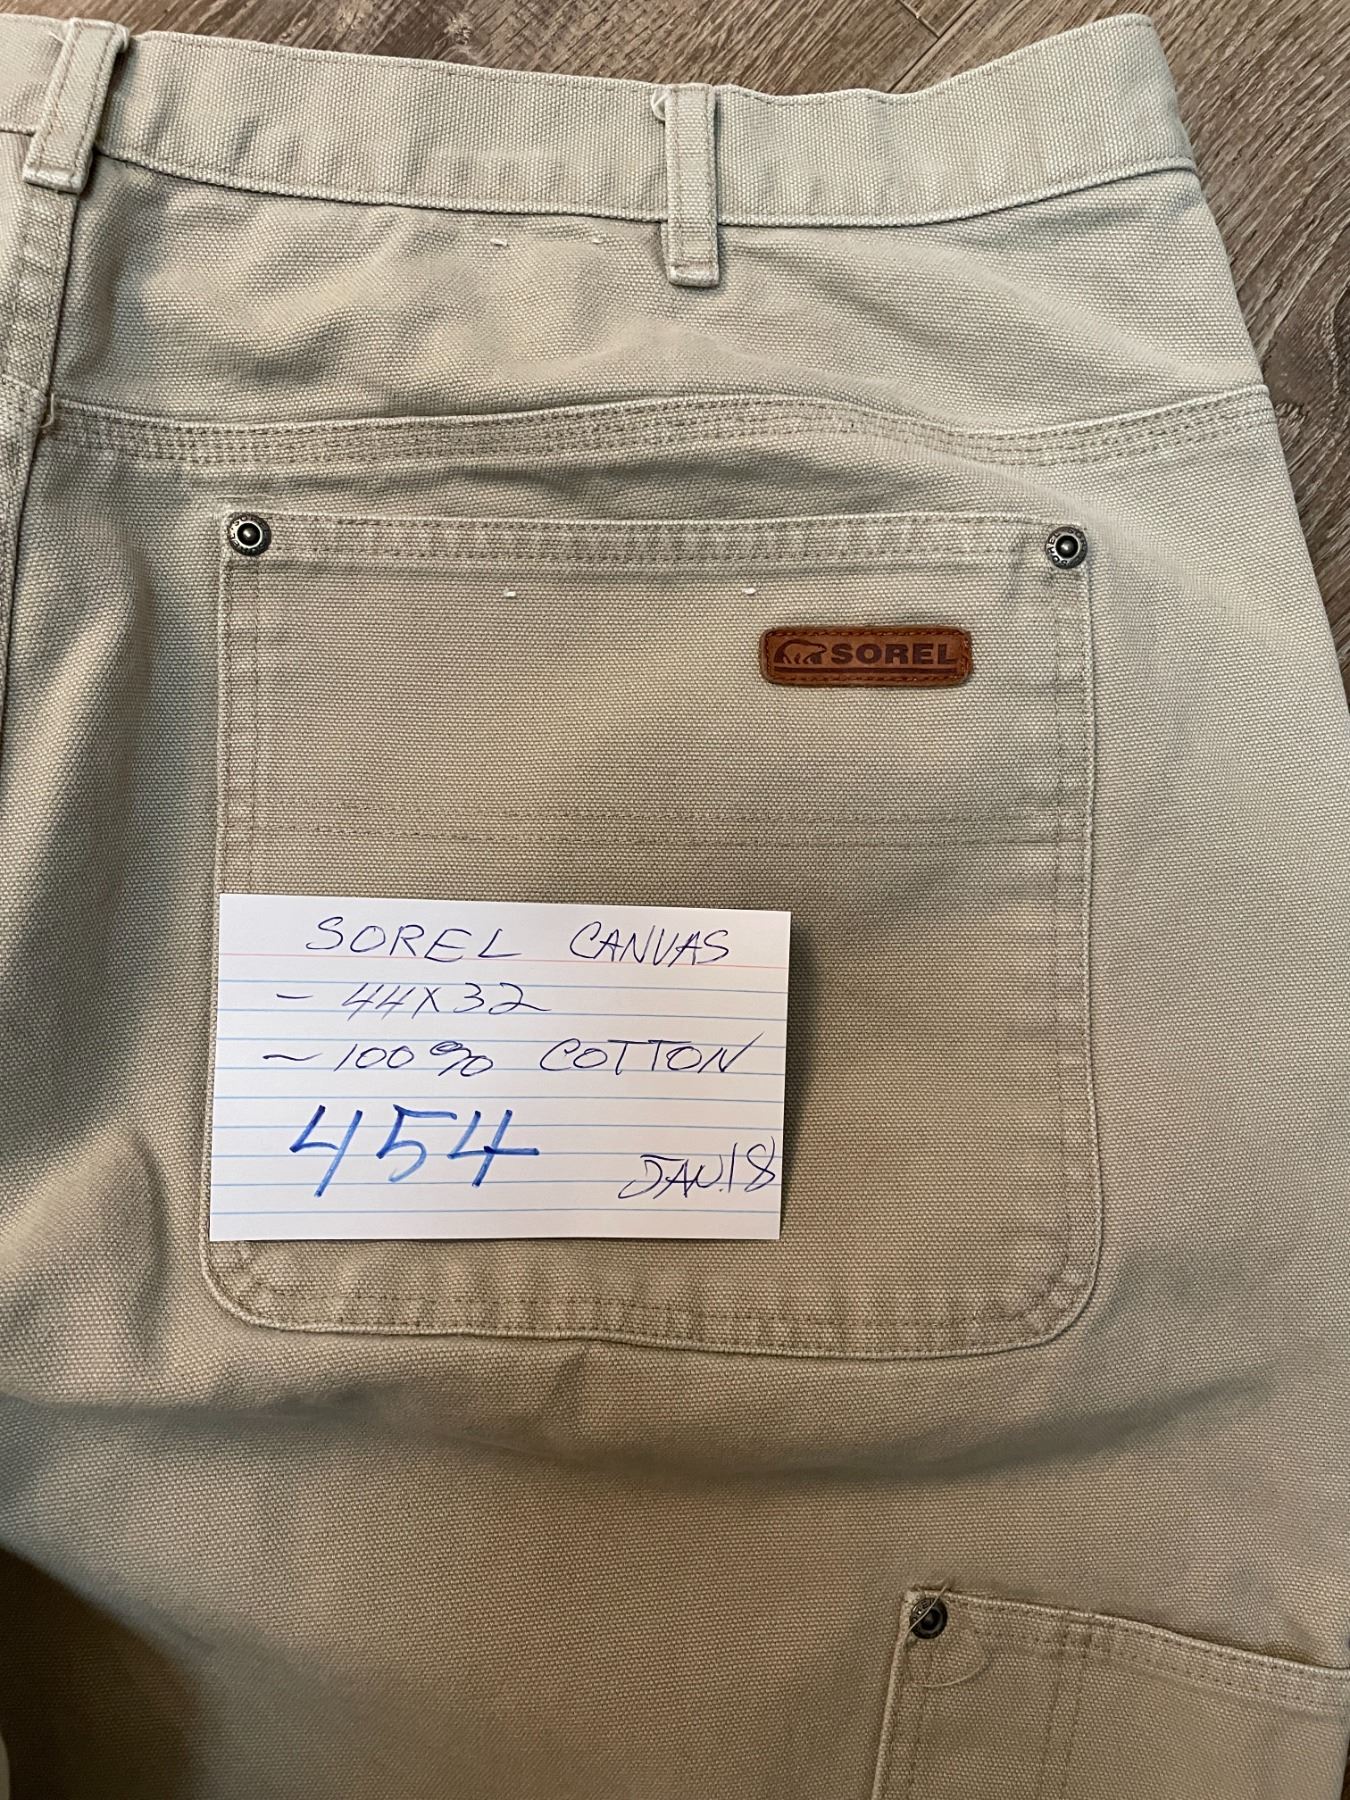 SOREL
SOREL CANVAS
- 44X32
- 100% COTTON
454
JAN.18